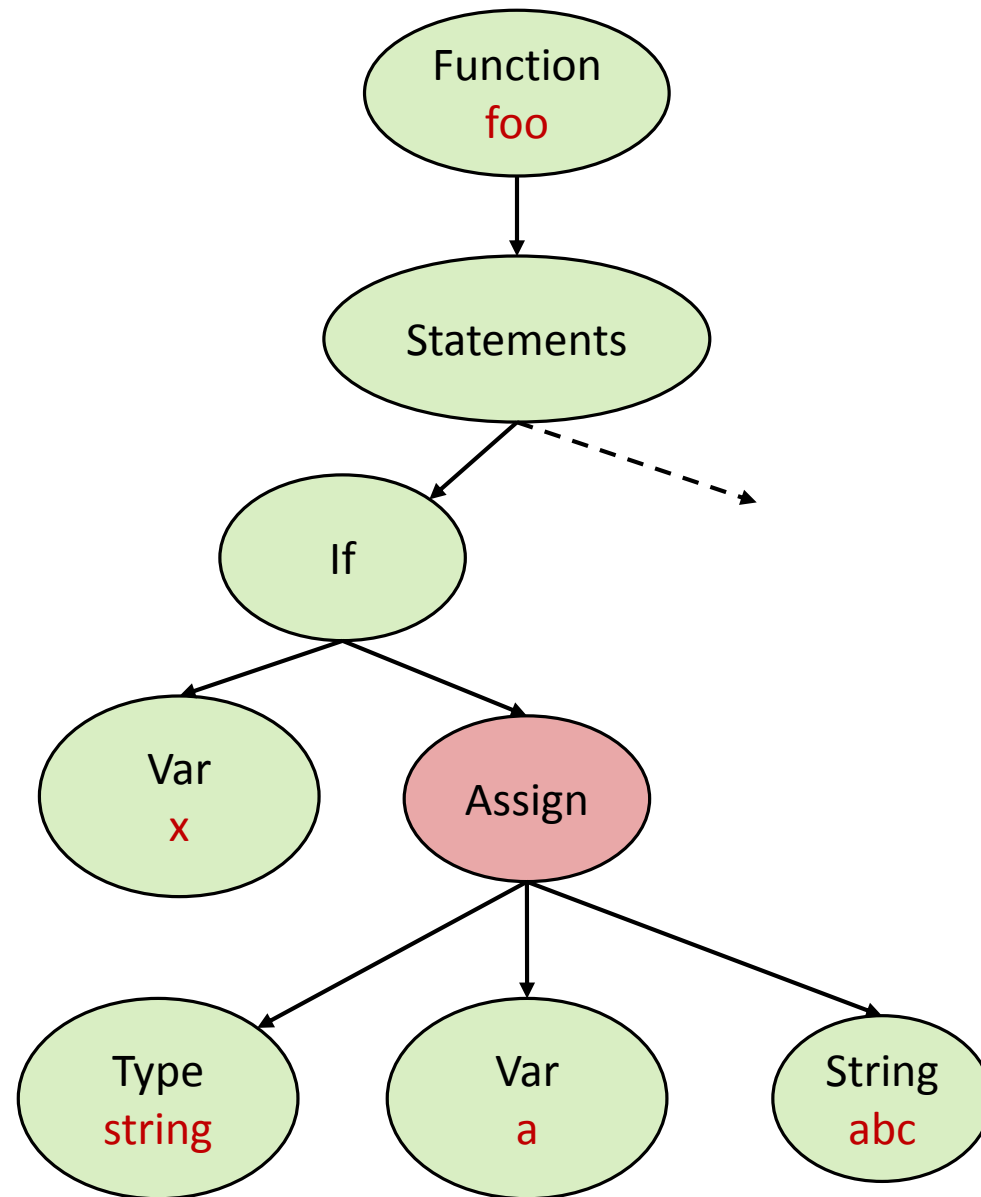 Function
foo
Statements
If
Var
x
Assign
Type
string
Var
a
String
abc